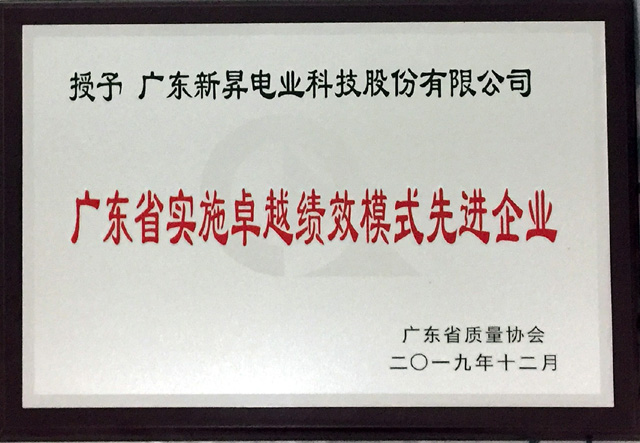 授予 广东新昇电业科技股份有限公司
广东省实施卓越绩效模式先进企业
广东省质量协会
二〇一九年十二月